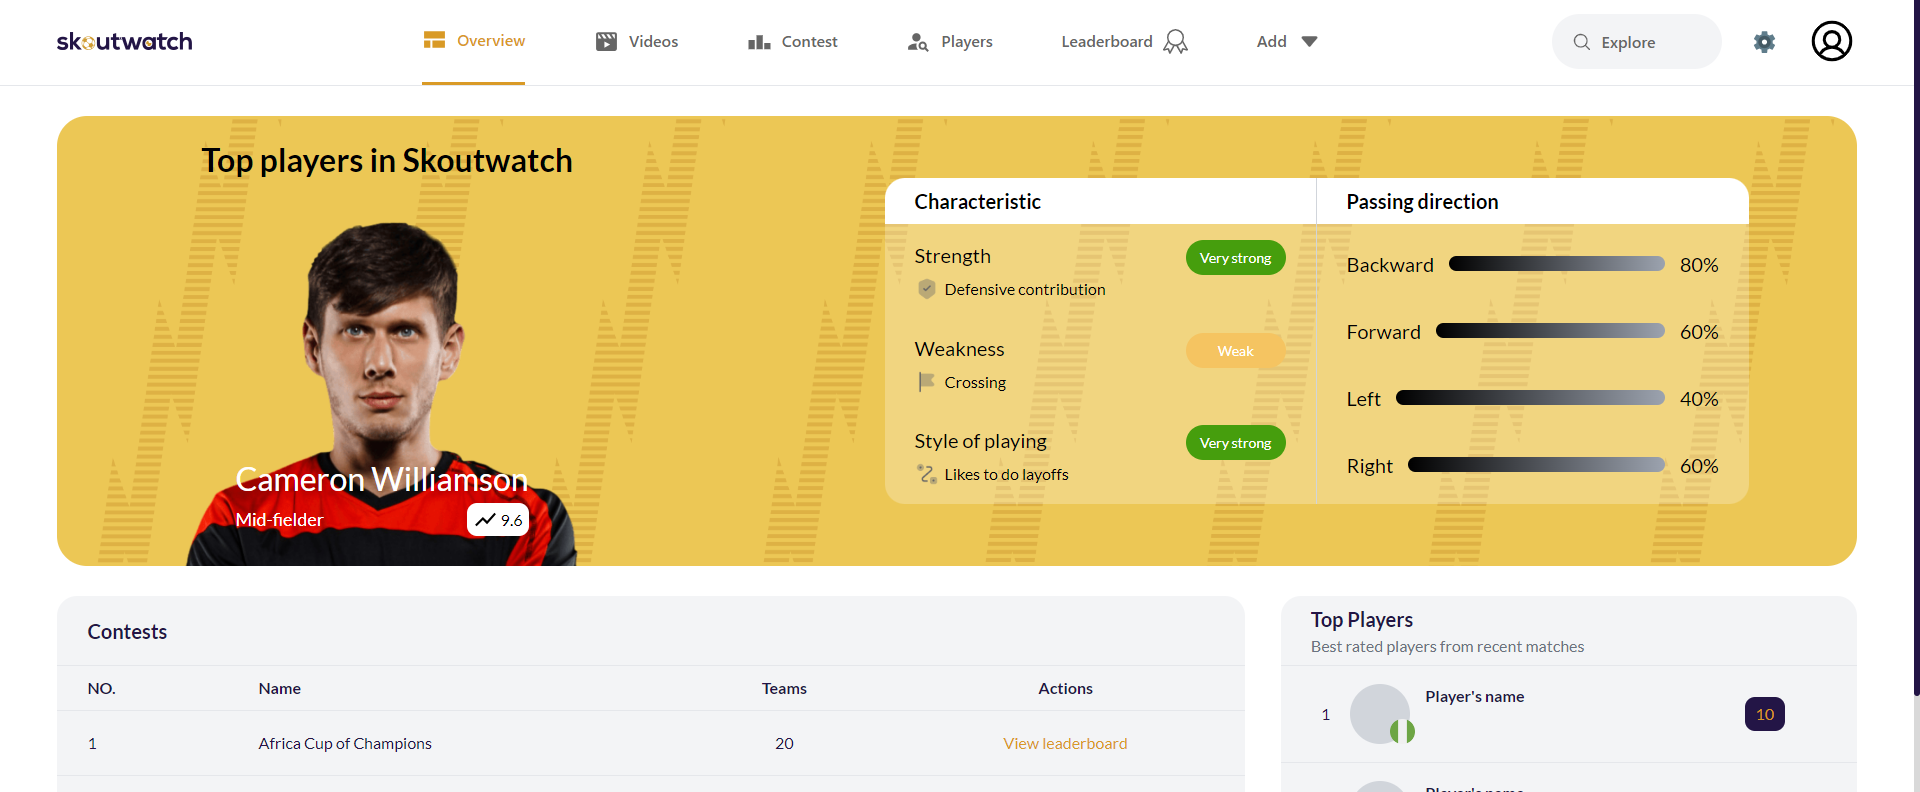 skoutwatch
Overview
Videos
Contest
Players
Leaderboard
Add
Explore
Top players in Skoutwatch
Cameron Williamson
Mid-fielder
9.6
Characteristic
Strength
Very strong
Defensive contribution
Weakness
Weak
Crossing
Style of playing
Very strong
Likes to do layoffs
Passing direction
Backward 80%
Forward 60%
Left 40%
Right 60%
Contests
NO. Name Teams Actions
1 Africa Cup of Champions 20 View leaderboard
Top Players
Best rated players from recent matches
1 Player's name 10
Player's name